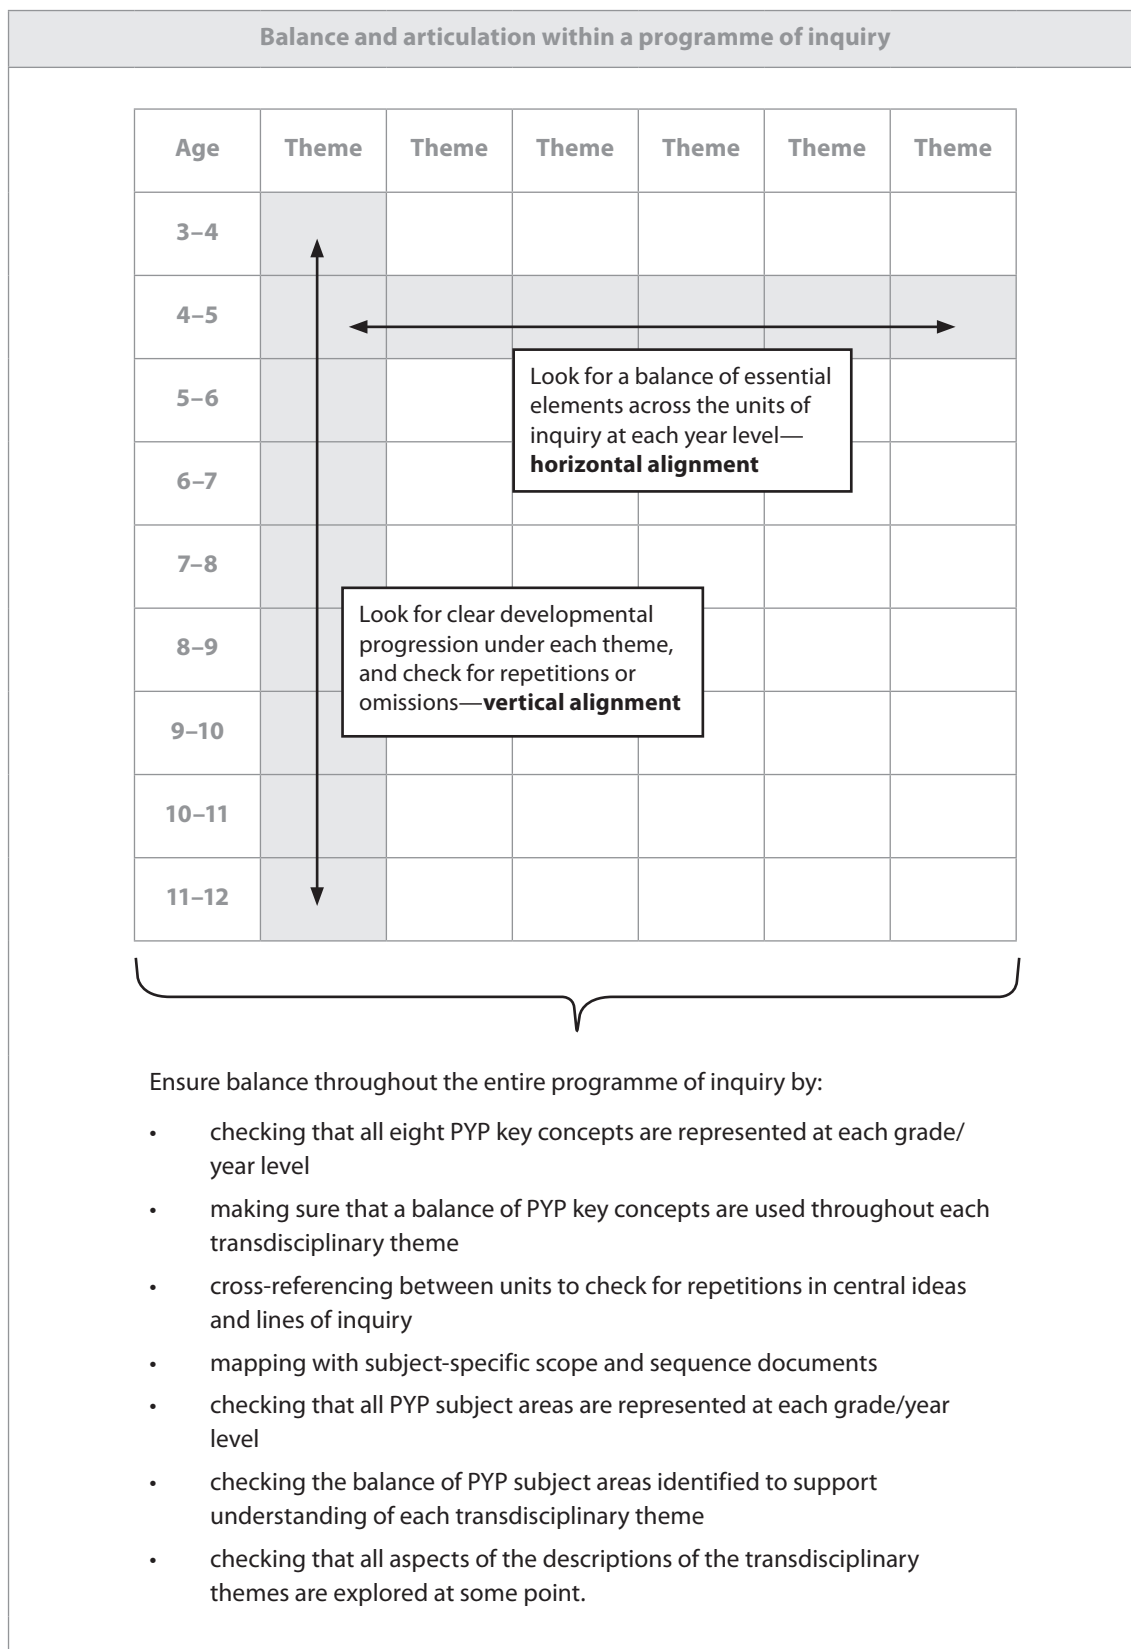 Balance and articulation within a programme of inquiry
Age Theme Theme Theme Theme Theme Theme
3–4
4–5
Look for a balance of essential
elements across the units of
inquiry at each year level—
horizontal alignment
5–6
6–7
7–8
Look for clear developmental
progression under each theme,
and check for repetitions or
omissions—vertical alignment
8–9
9–10
10–11
11–12
Ensure balance throughout the entire programme of inquiry by:
• checking that all eight PYP key concepts are represented at each grade/
year level
• making sure that a balance of PYP key concepts are used throughout each
transdisciplinary theme
• cross-referencing between units to check for repetitions in central ideas
and lines of inquiry
• mapping with subject-specific scope and sequence documents
• checking that all PYP subject areas are represented at each grade/year
level
• checking the balance of PYP subject areas identified to support
understanding of each transdisciplinary theme
• checking that all aspects of the descriptions of the transdisciplinary
themes are explored at some point.